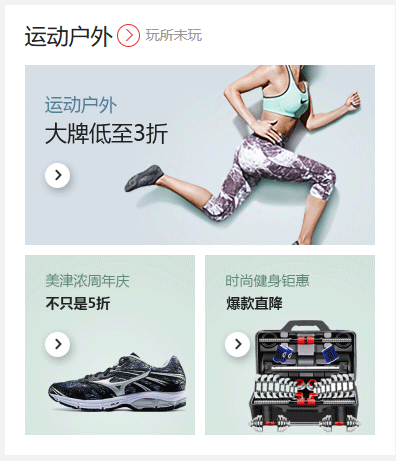 运动户外 玩所未玩
运动户外
大牌低至3折
美津浓周年庆
不只是5折
时尚健身钜惠
爆款直降